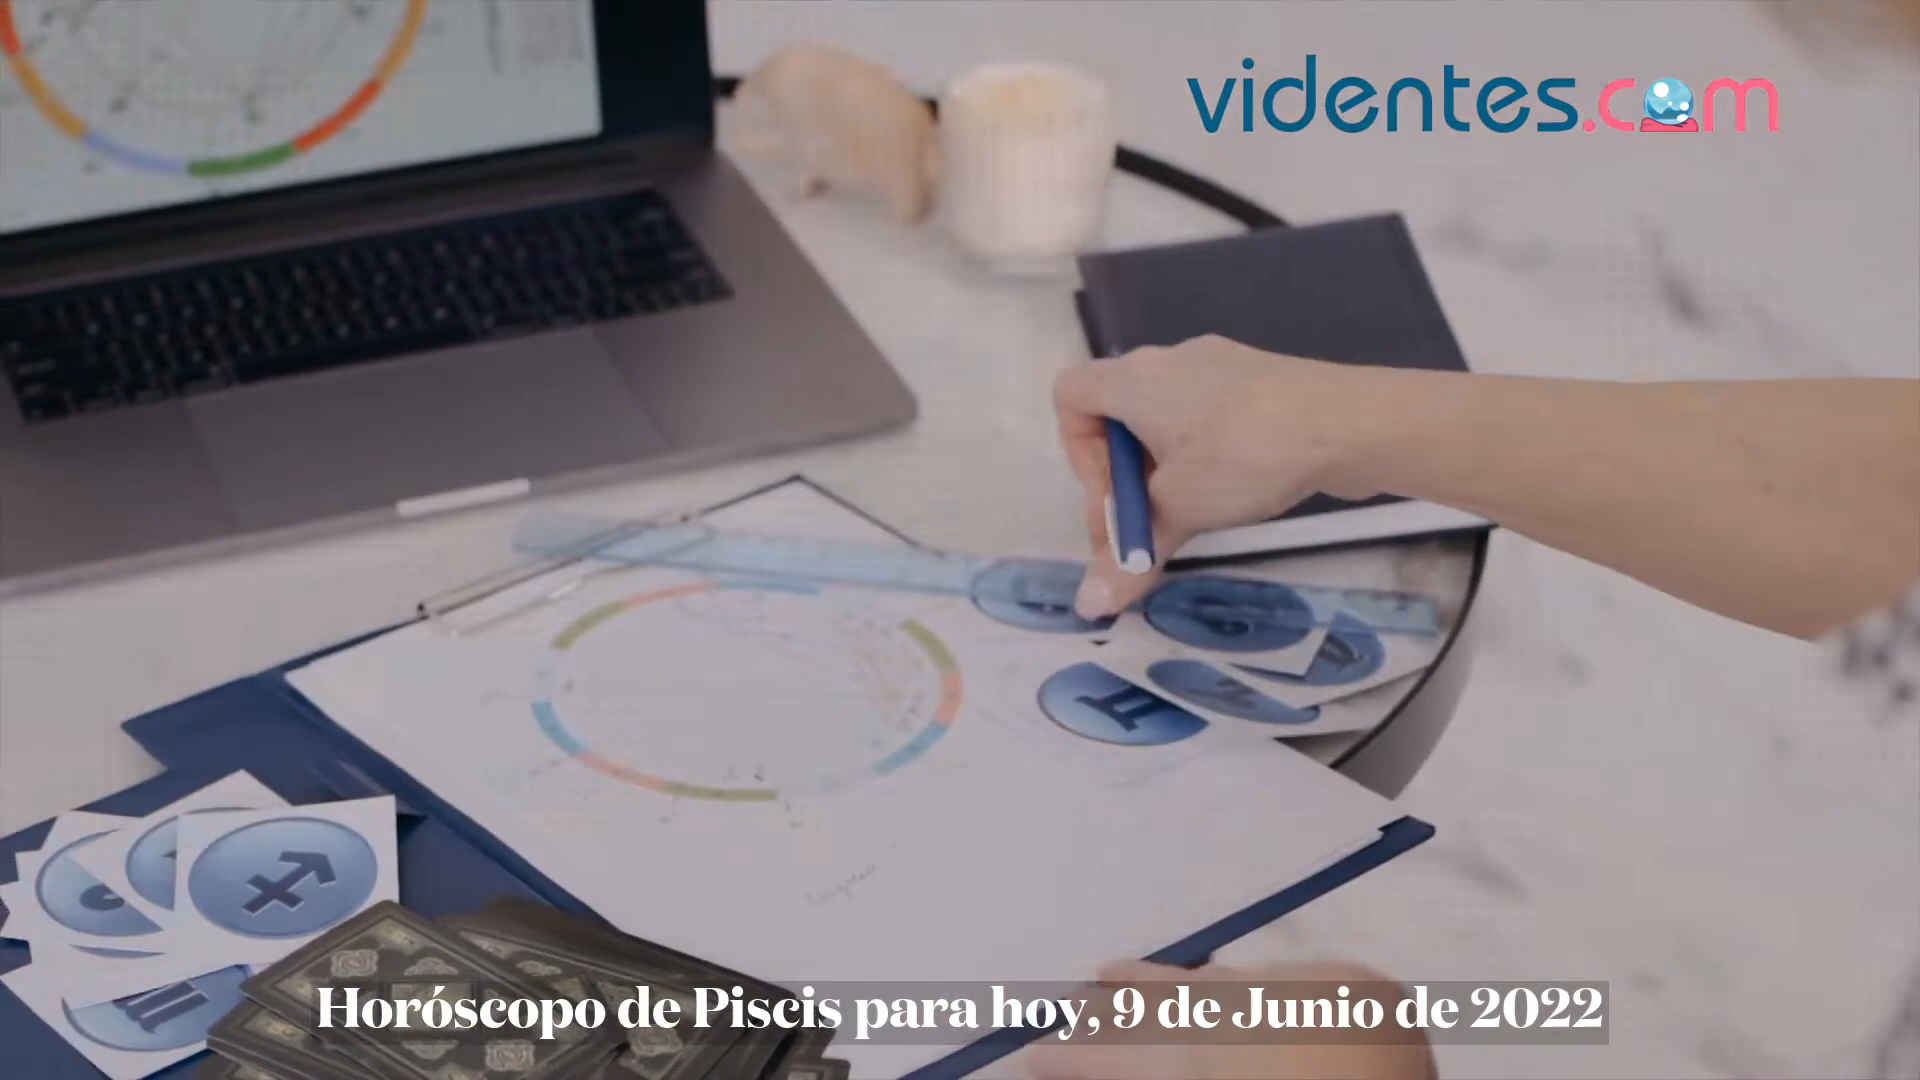 videntes.com
Horóscopo de Piscis para hoy, 9 de Junio de 2022